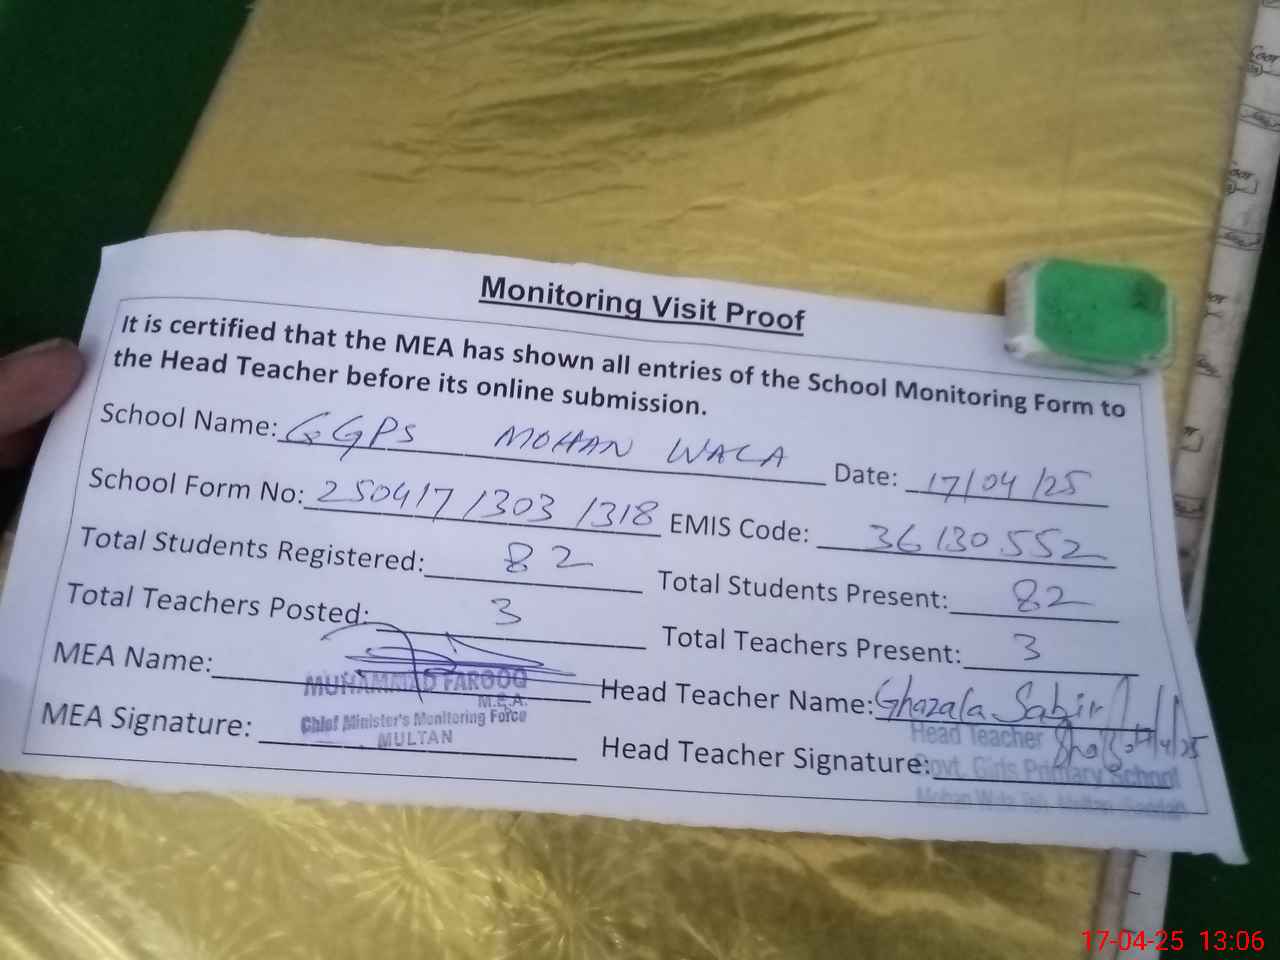 Monitoring Visit Proof
It is certified that the MEA has shown all entries of the School Monitoring Form to
the Head Teacher before its online submission.
School Name: GGPS MOHAN WALA Date: 17/04/25
School Form No: 250417/1303/1318 EMIS Code: 36130552
Total Students Registered: 82 Total Students Present: 82
Total Teachers Posted: 3 Total Teachers Present: 3
MEA Name: MUHAMMAD FAROOQ Head Teacher Name: Ghazala Sabir
M.E.A.
Chief Minister's Monitoring Force
MULTAN
MEA Signature: Head Teacher Signature:
Head Teacher
Govt. Girls Primary School
Mohan Wala
17-04-25 13:06